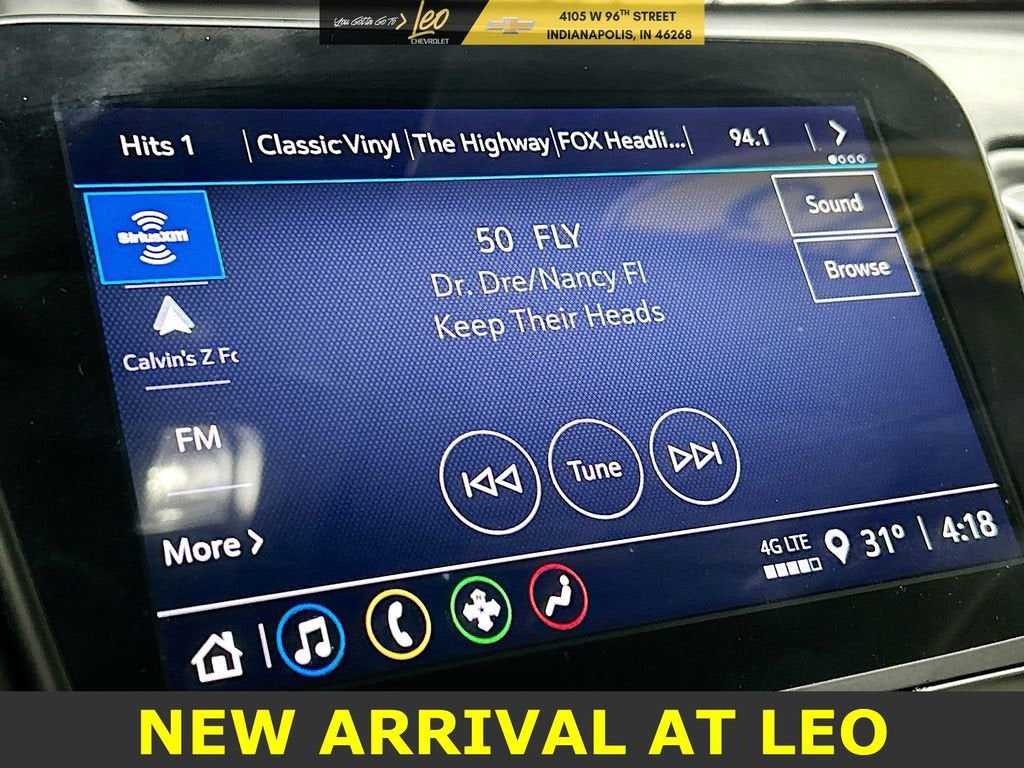 You Gotta Go To > Leo
CHEVROLET
4105 W 96TH STREET
INDIANAPOLIS, IN 46268
Hits 1 | Classic Vinyl | The Highway | FOX Headli... | 94.1 | >
SiriusXM
Sound
50 FLY
Browse
Dr. Dre/Nancy Fl
Keep Their Heads
Calvin's Z Fo
FM
Tune
More >
4G LTE 31° | 4:18
N
NEW ARRIVAL AT LEO